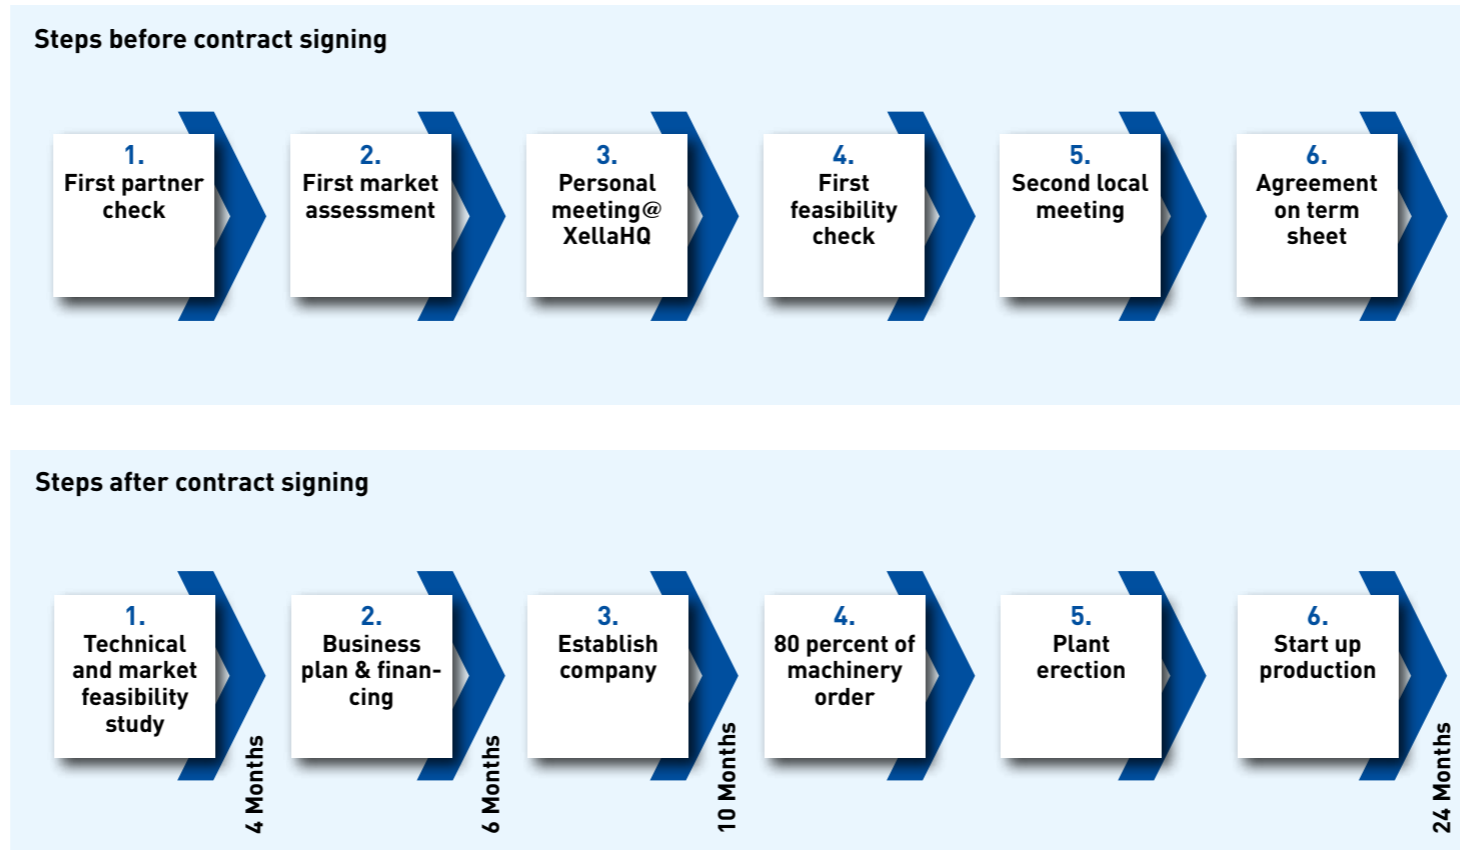 Steps before contract signing
1.
First partner
check
2.
First market
assessment
3.
Personal
meeting@
XellaHQ
4.
First
feasibility
check
5.
Second local
meeting
6.
Agreement
on term
sheet
Steps after contract signing
1.
Technical
and market
feasibility
study
4 Months
2.
Business
plan & finan-
cing
6 Months
3.
Establish
company
10 Months
4.
80 percent of
machinery
order
5.
Plant
erection
6.
Start up
production
24 Months